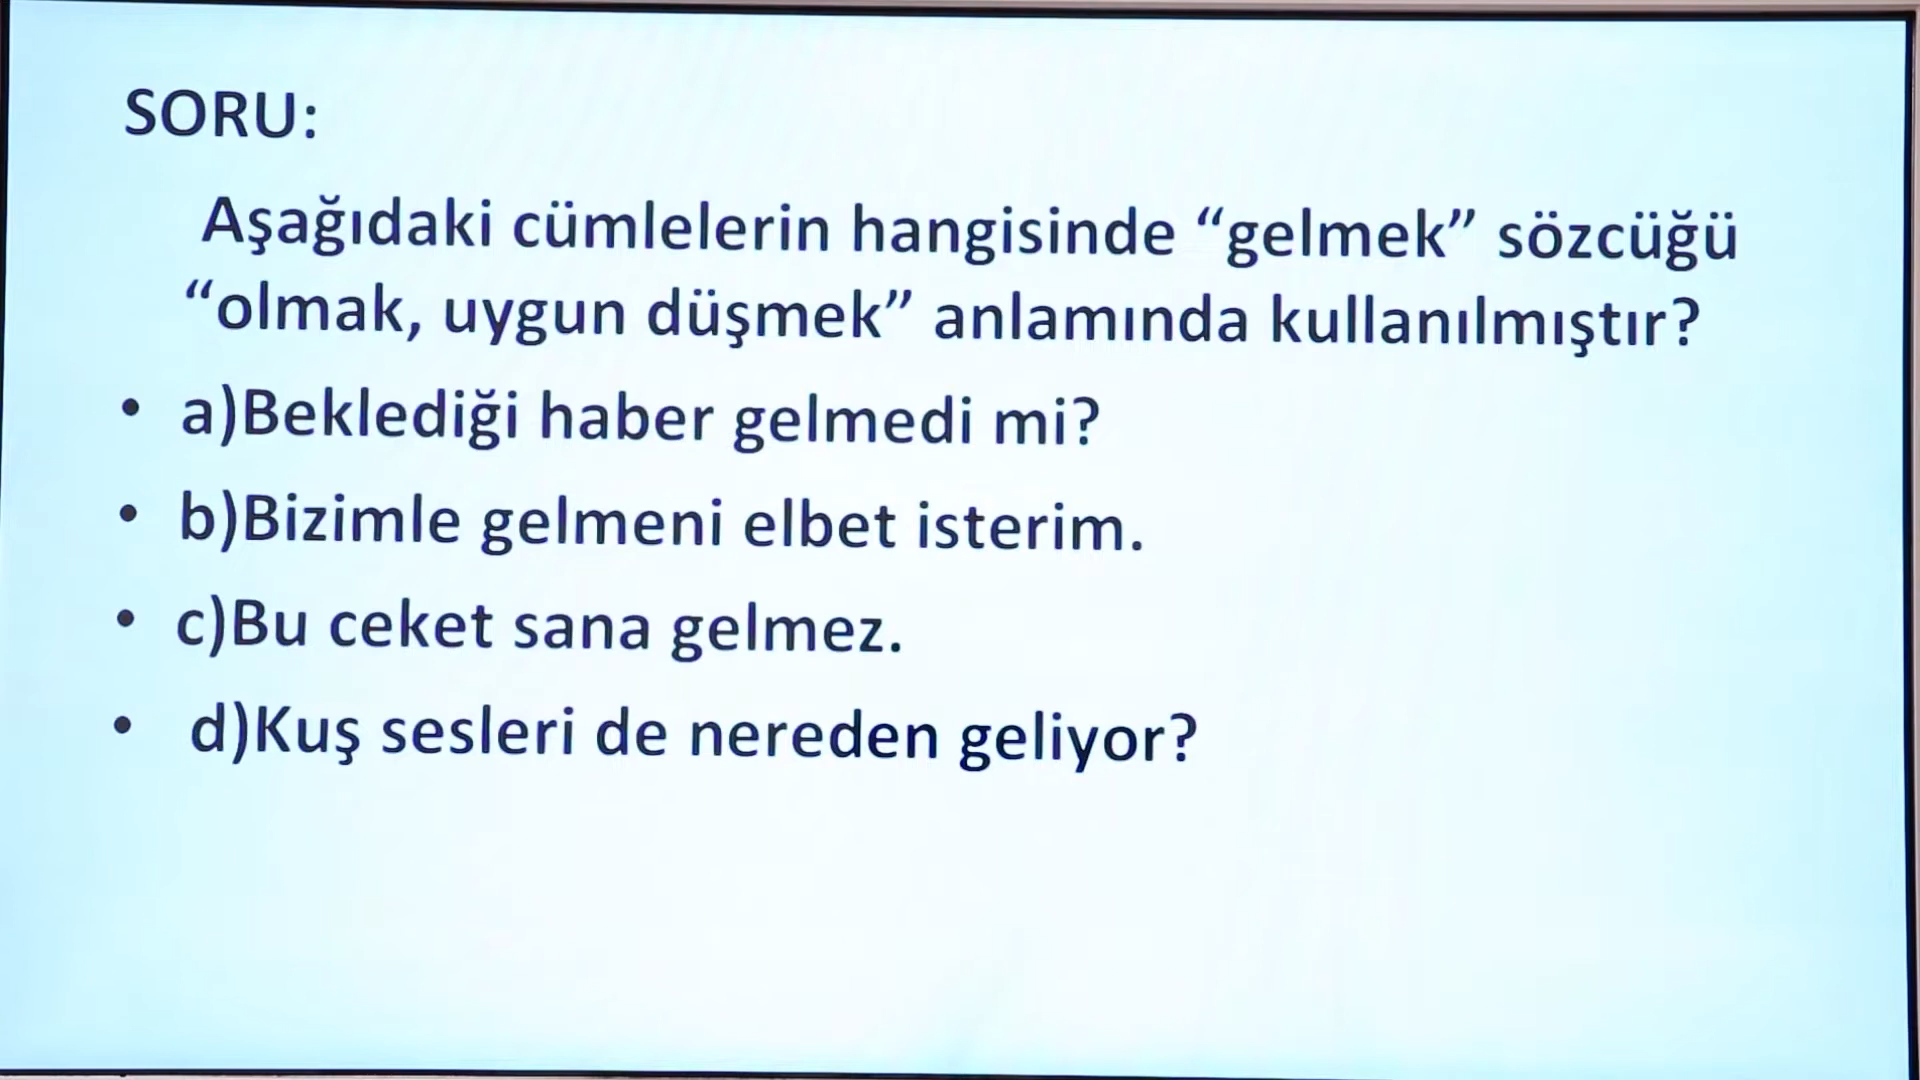 SORU:
Aşağıdaki cümlelerin hangisinde “gelmek” sözcüğü
“olmak, uygun düşmek” anlamında kullanılmıştır?
• a)Beklediği haber gelmedi mi?
• b)Bizimle gelmeni elbet isterim.
• c)Bu ceket sana gelmez.
• d)Kuş sesleri de nereden geliyor?